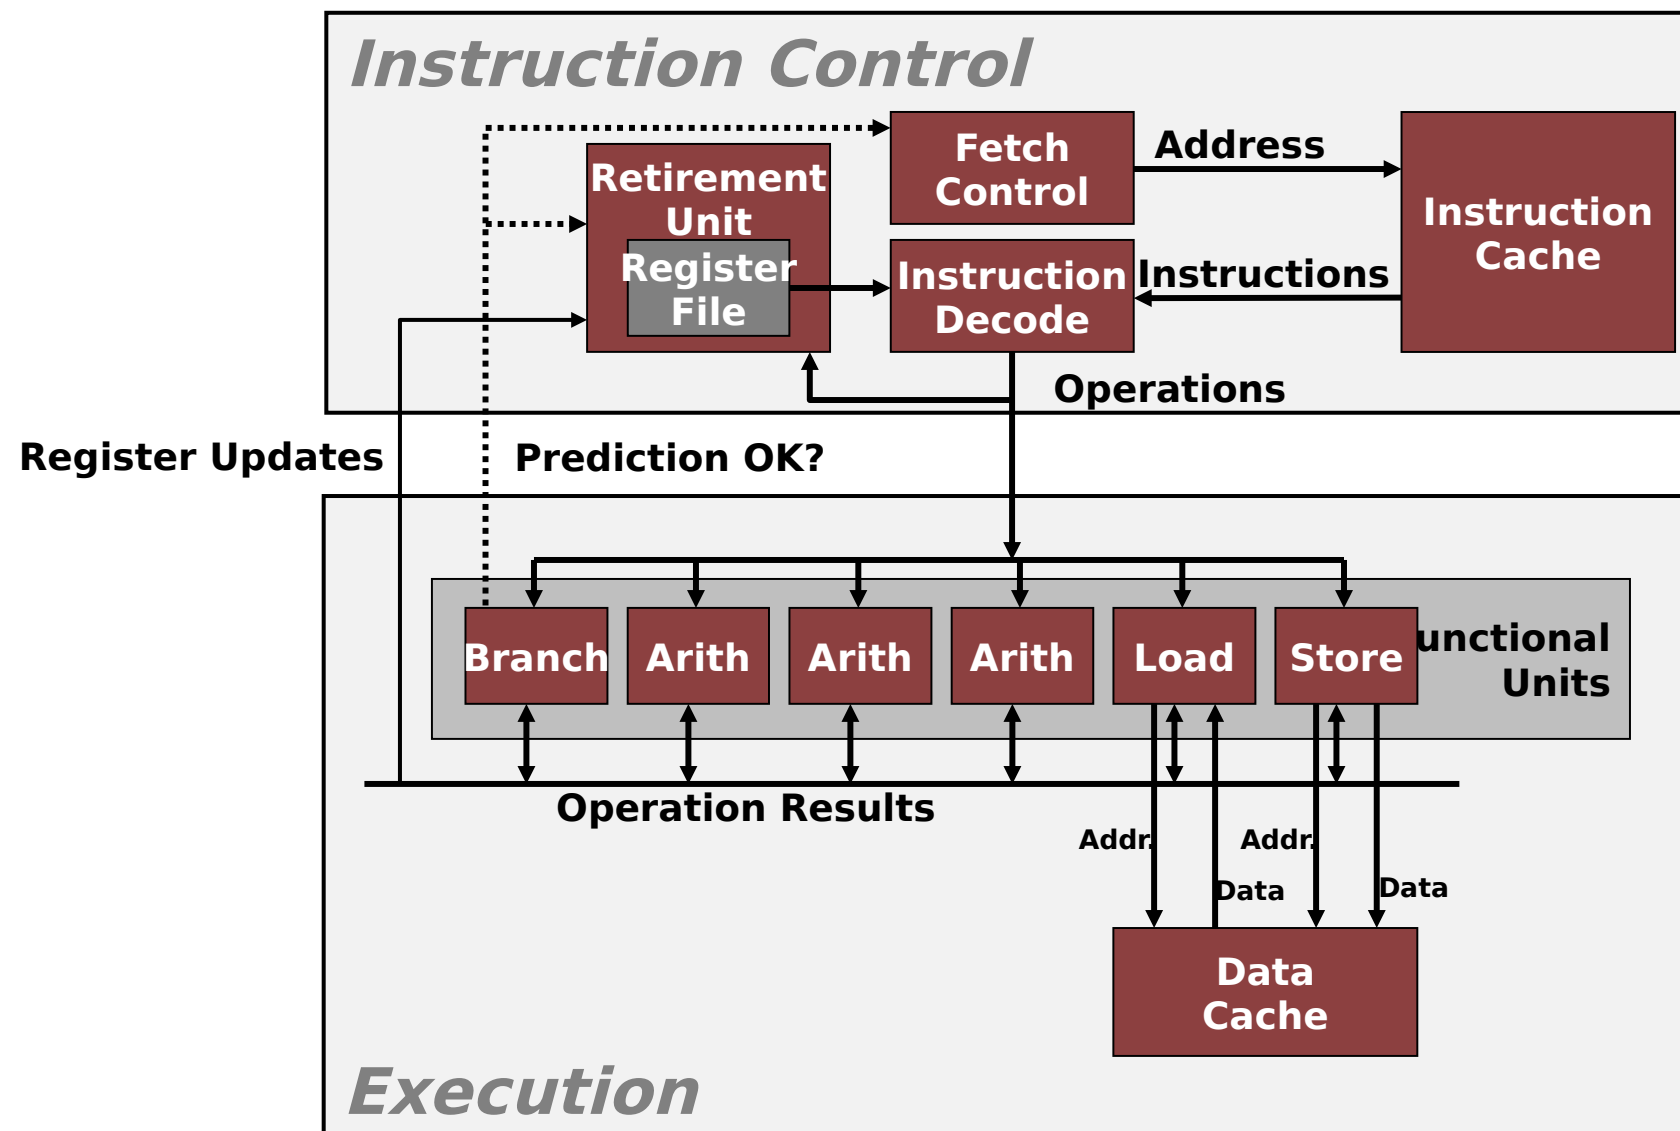 Instruction Control
Retirement
Unit
Register
File
Fetch
Control
Address
Instruction
Cache
Instruction
Decode
Instructions
Operations
Register Updates
Prediction OK?
Branch
Arith
Arith
Arith
Load
Store
unctional
Units
Operation Results
Addr.
Data
Addr.
Data
Data
Cache
Execution